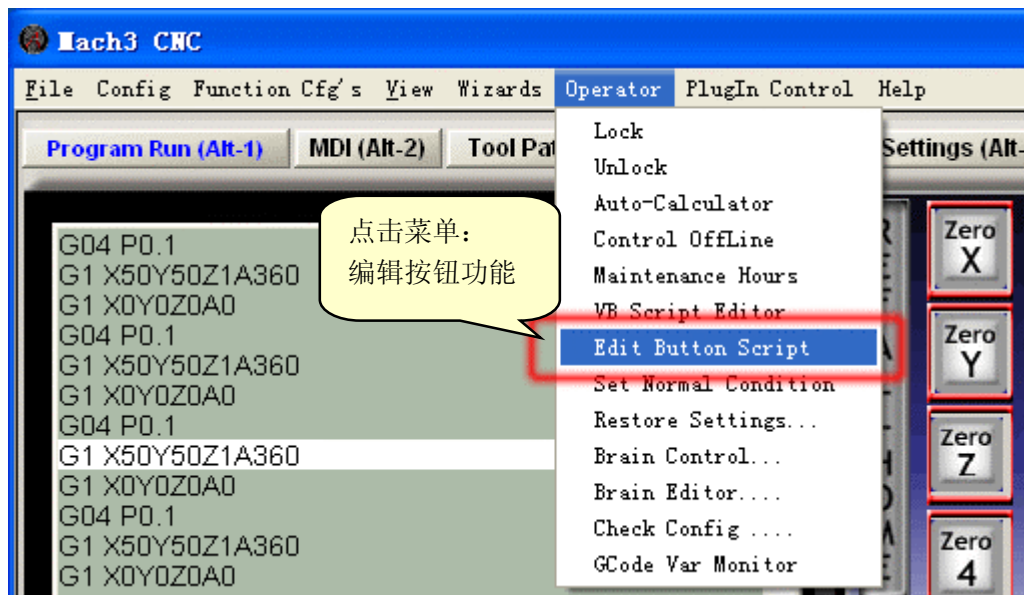 Mach3 CNC
File Config Function Cfg's View Wizards Operator PlugIn Control Help
Program Run (Alt-1) MDI (Alt-2) Tool Pat Settings (Alt-
Lock
Unlock
Auto-Calculator
Control OffLine
Maintenance Hours
VB Script Editor
Edit Button Script
Set Normal Condition
Restore Settings...
Brain Control...
Brain Editor....
Check Config ....
GCode Var Monitor
点击菜单：
编辑按钮功能
G04 P0.1
G1 X50Y50Z1A360
G1 X0Y0Z0A0
G04 P0.1
G1 X50Y50Z1A360
G1 X0Y0Z0A0
G04 P0.1
G1 X50Y50Z1A360
G1 X0Y0Z0A0
G04 P0.1
G1 X50Y50Z1A360
G1 X0Y0Z0A0
Zero
X
Zero
Y
Zero
Z
Zero
4